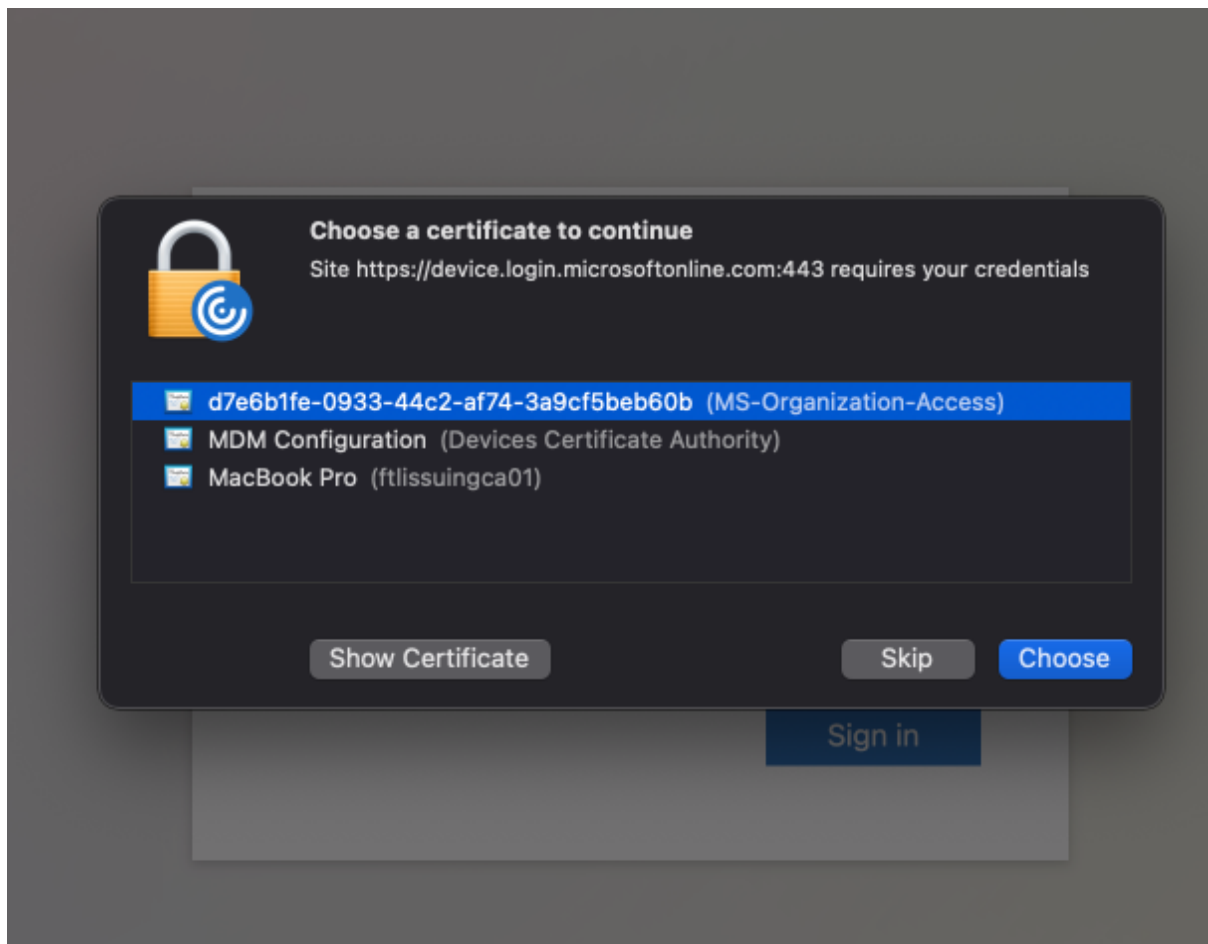 Choose a certificate to continue
Site https://device.login.microsoftonline.com:443 requires your credentials
d7e6b1fe-0933-44c2-af74-3a9cf5beb60b (MS-Organization-Access)
MDM Configuration (Devices Certificate Authority)
MacBook Pro (ftlissuingca01)
Show Certificate Skip Choose
Sign in